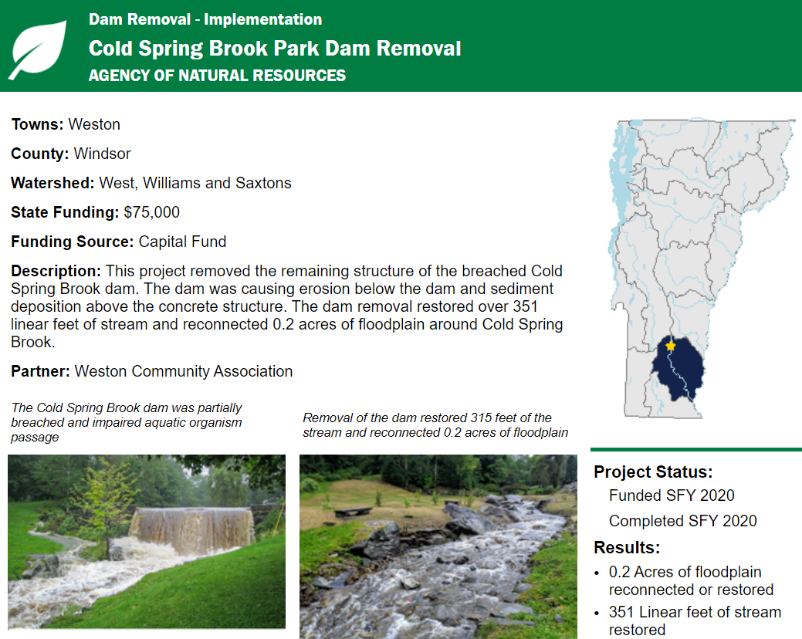 Dam Removal - Implementation
Cold Spring Brook Park Dam Removal
AGENCY OF NATURAL RESOURCES
Towns: Weston
County: Windsor
Watershed: West, Williams and Saxtons
State Funding: $75,000
Funding Source: Capital Fund
Description: This project removed the remaining structure of the breached Cold
Spring Brook dam. The dam was causing erosion below the dam and sediment
deposition above the concrete structure. The dam removal restored over 351
linear feet of stream and reconnected 0.2 acres of floodplain around Cold Spring
Brook.
Partner: Weston Community Association
The Cold Spring Brook dam was partially
breached and impaired aquatic organism
passage
Removal of the dam restored 315 feet of the
stream and reconnected 0.2 acres of floodplain
Project Status:
Funded SFY 2020
Completed SFY 2020
Results:
• 0.2 Acres of floodplain
reconnected or restored
• 351 Linear feet of stream
restored